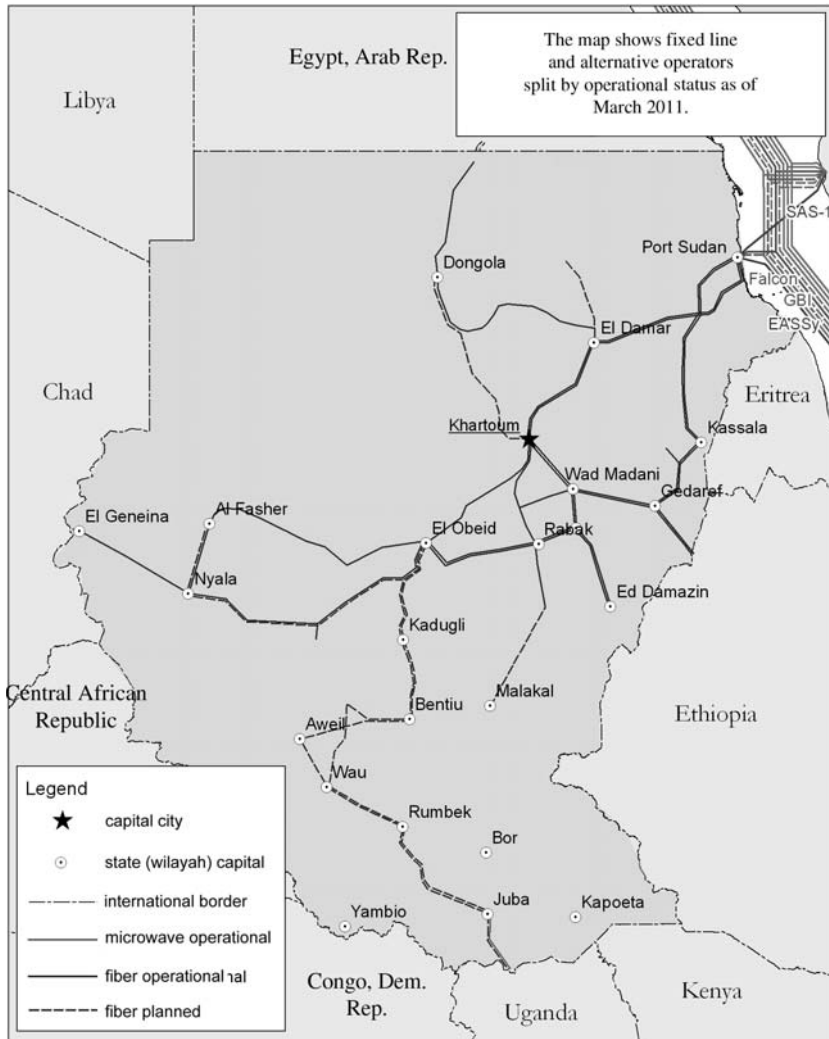 The map shows fixed line
and alternative operators
split by operational status as of
March 2011.
Egypt, Arab Rep.
Libya
SAS-1
Port Sudan
Dongola
Falcon
GBI
EASSy
El Damar
Chad
Eritrea
Khartoum
Kassala
Wad Madani
Gedaref
El Geneina
Al Fasher
El Obeid
Rabak
Nyala
Ed Damazin
Kadugli
Central African
Republic
Malakal
Bentiu
Ethiopia
Aweil
Wau
Rumbek
Bor
Juba
Kapoeta
Yambio
Congo, Dem.
Rep.
Uganda
Kenya
Legend
capital city
state (wilayah) capital
international border
microwave operational
fiber operational al
fiber planned